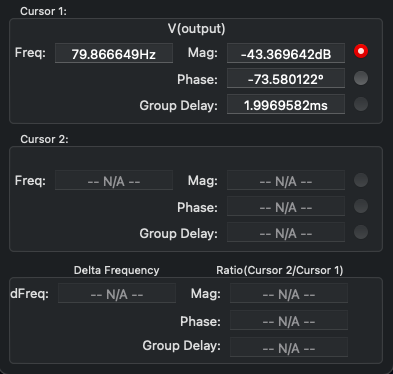 Cursor 1:
V(output)
Freq: 79.866649Hz Mag: -43.369642dB
Phase: -73.580122°
Group Delay: 1.9969582ms
Cursor 2:
Freq: -- N/A -- Mag: -- N/A --
Phase: -- N/A --
Group Delay: -- N/A --
Delta Frequency Ratio(Cursor 2/Cursor 1)
dFreq: -- N/A -- Mag: -- N/A --
Phase: -- N/A --
Group Delay: -- N/A --